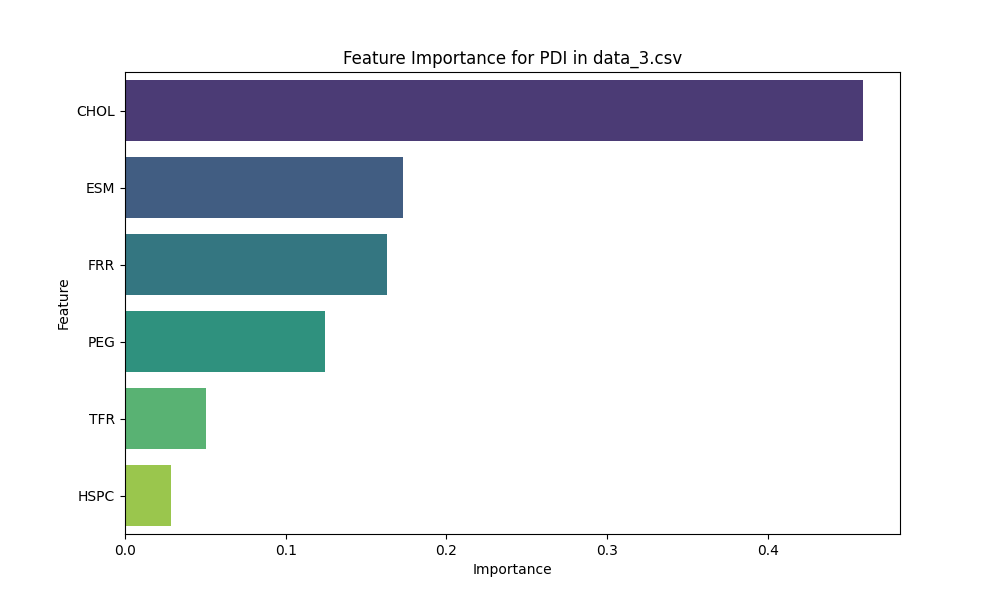 Feature Importance for PDI in data_3.csv
CHOL
ESM
FRR
PEG
TFR
HSPC
Feature
0.0 0.1 0.2 0.3 0.4
Importance